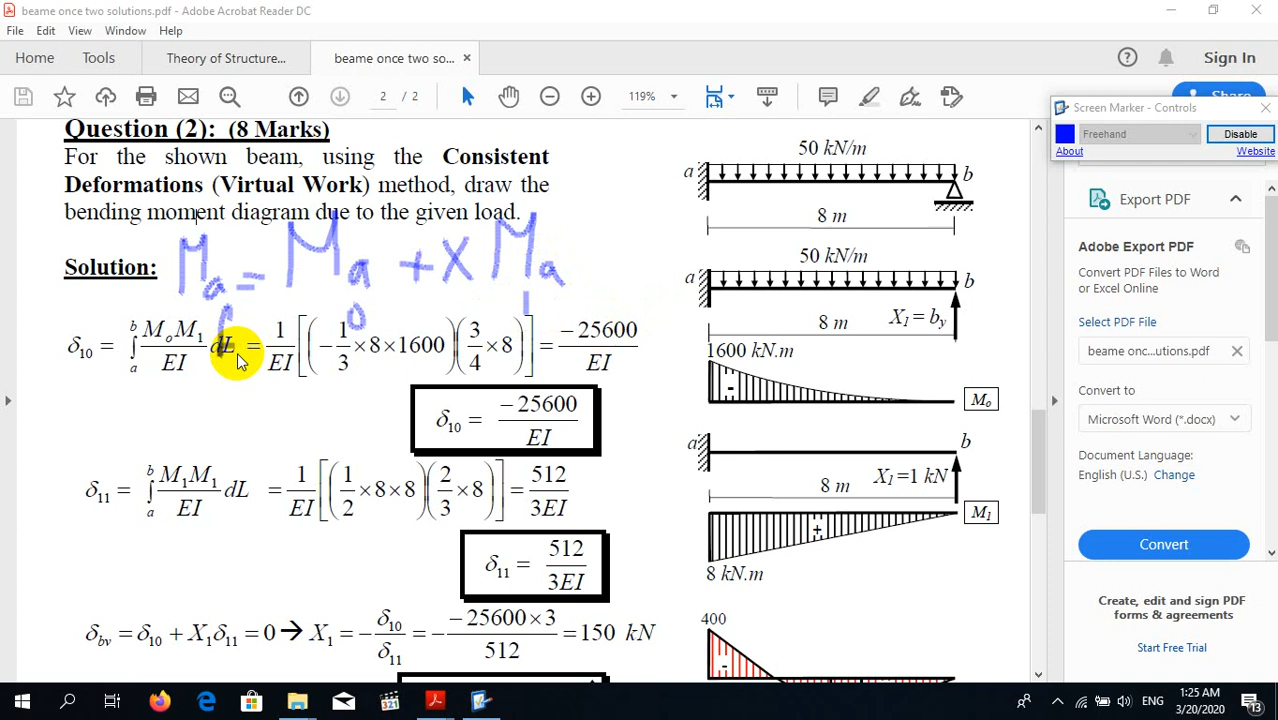 beame once two solutions.pdf - Adobe Acrobat Reader DC
File Edit View Window Help
Home Tools Theory of Structure... beame once two so... × Sign In
2 / 2 119% Share
Screen Marker - Controls
Freehand Disable
About Website
Question (2): (8 Marks)
For the shown beam, using the Consistent
Deformations (Virtual Work) method, draw the
bending moment diagram due to the given load.
Solution:
Ma = Ma + X Ma
f 0 1
δ10 = ∫ab MoM1/EI dL = 1/EI [(-1/3×8×1600)(3/4×8)] = -25600/EI
δ10 = -25600/EI
δ11 = ∫ab M1M1/EI dL = 1/EI [(1/2×8×8)(2/3×8)] = 512/3EI
δ11 = 512/3EI
δbv = δ10 + X1δ11 = 0 → X1 = -δ10/δ11 = - -25600×3/512 = 150 kN
50 kN/m
a b
8 m
50 kN/m
a b
8 m X1 = by
1600 kN.m
- Mo
a b
X1=1 kN
8 m
+ M1
8 kN.m
400
-
Export PDF
Adobe Export PDF
Convert PDF Files to Word
or Excel Online
Select PDF File
beame onc...utions.pdf ×
Convert to
Microsoft Word (*.docx)
Document Language:
English (U.S.) Change
Convert
Create, edit and sign PDF
forms & agreements
Start Free Trial
ENG 1:25 AM
3/20/2020
13